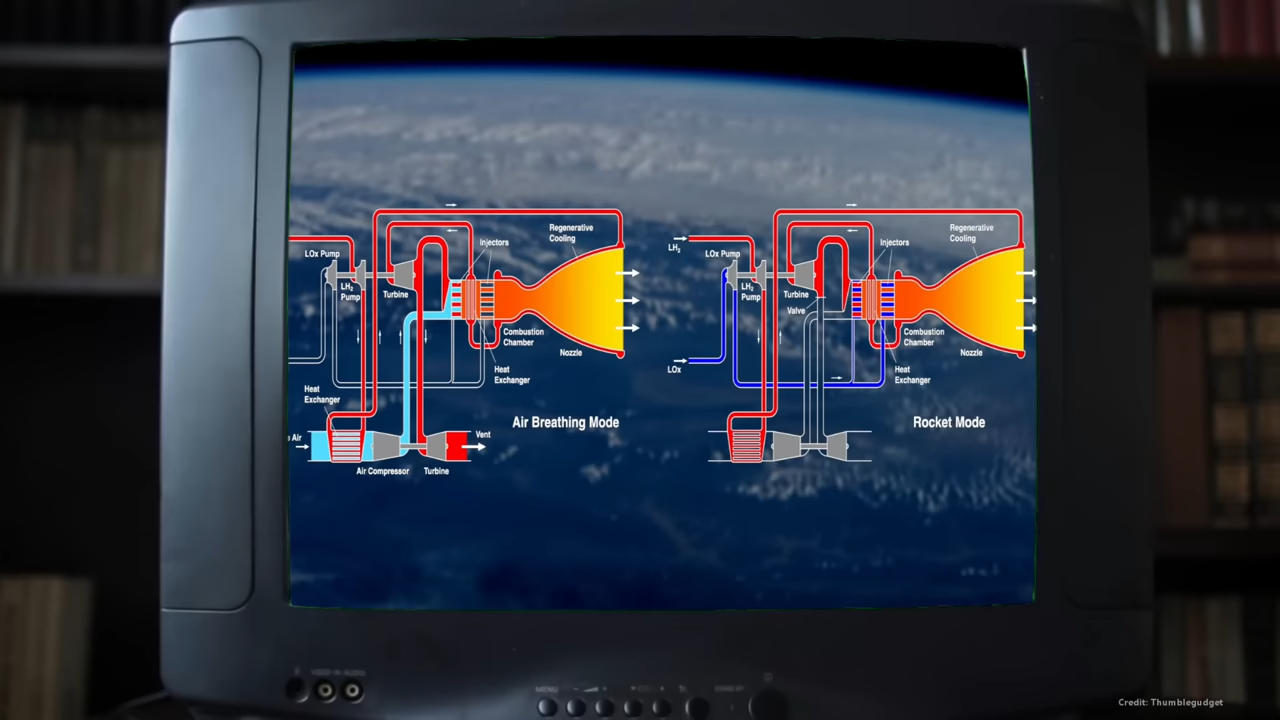 Regenerative
Cooling
Injectors
LOx Pump
LH2
Pump
Turbine
Combustion
Chamber
Nozzle
Heat
Exchanger
Heat
Exchanger
Air Breathing Mode
Air
Vent
Air Compressor
Turbine
Regenerative
Cooling
Injectors
LH2
LOx Pump
LH2
Pump
Turbine
Valve
Combustion
Chamber
Nozzle
LOx
Heat
Exchanger
Rocket Mode
MENU
Credit: Thumblegudget